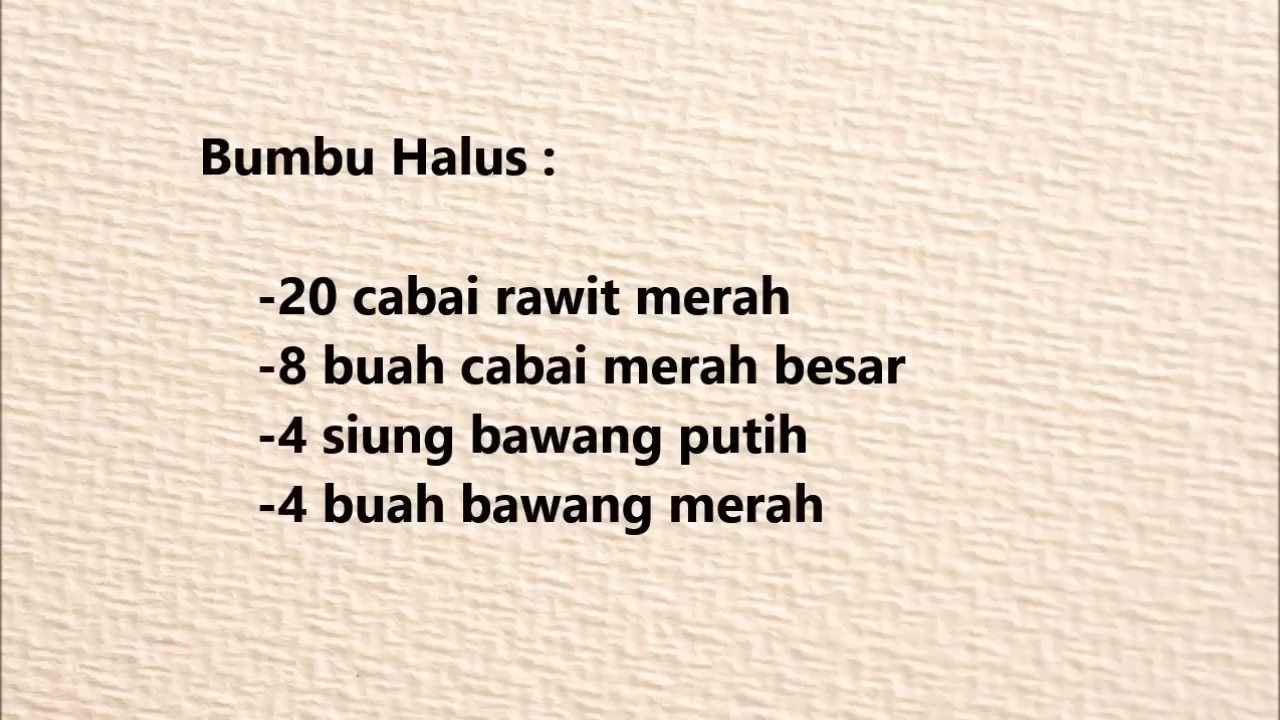 Bumbu Halus :
-20 cabai rawit merah
-8 buah cabai merah besar
-4 siung bawang putih
-4 buah bawang merah